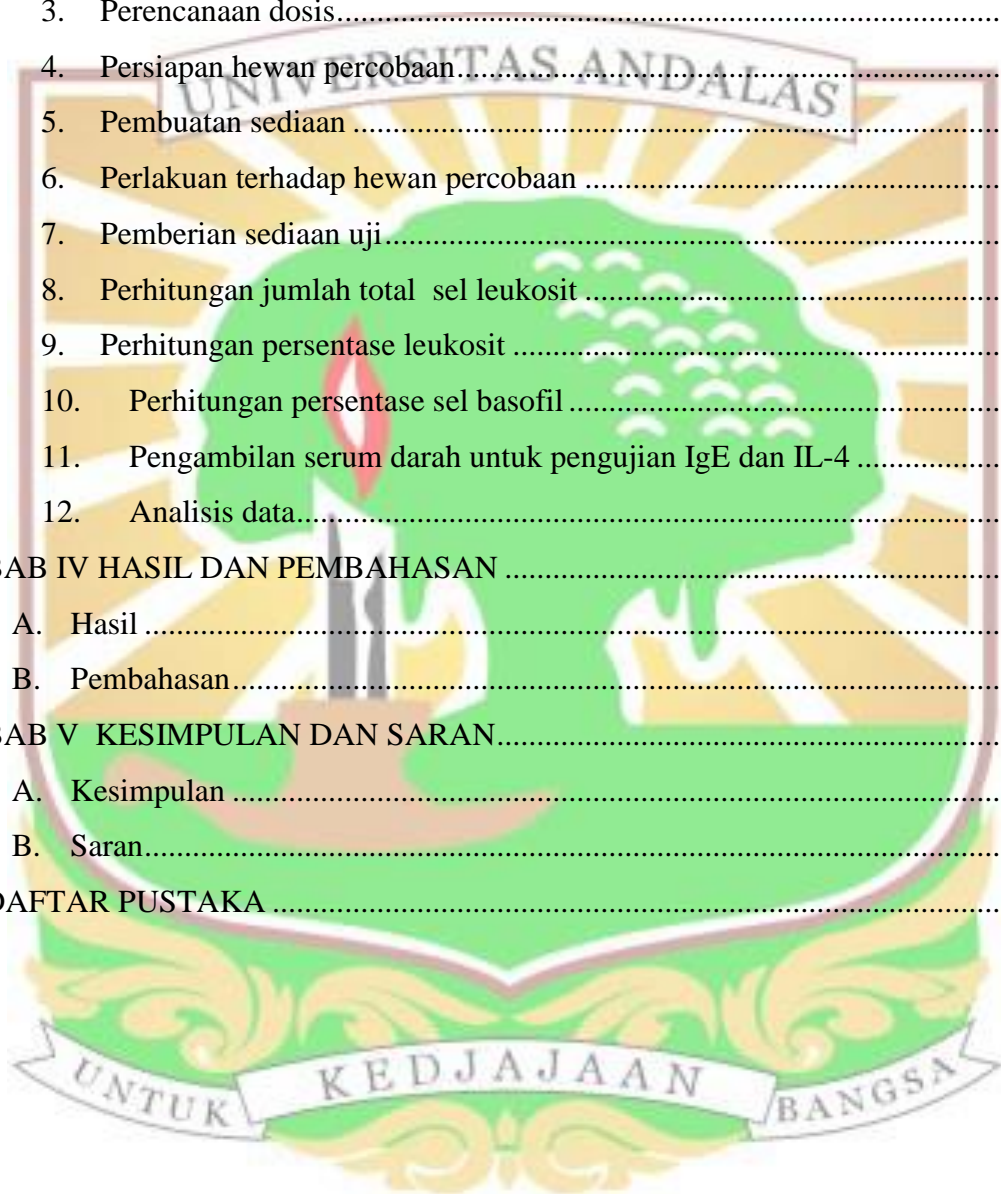 3. Perencanaan dosis..........
4. Persiapan hewan percobaan..........
5. Pembuatan sediaan ..........
6. Perlakuan terhadap hewan percobaan ..........
7. Pemberian sediaan uji..........
8. Perhitungan jumlah total  sel leukosit ..........
9. Perhitungan persentase leukosit ..........
10. Perhitungan persentase sel basofil ..........
11. Pengambilan serum darah untuk pengujian IgE dan IL-4 ..........
12. Analisis data..........
BAB IV HASIL DAN PEMBAHASAN ..........
A. Hasil ..........
B. Pembahasan..........
BAB V  KESIMPULAN DAN SARAN..........
A. Kesimpulan ..........
B. Saran..........
DAFTAR PUSTAKA ..........
UNIVERSITAS ANDALAS
UNTUK KEDJAJAAN BANGSA